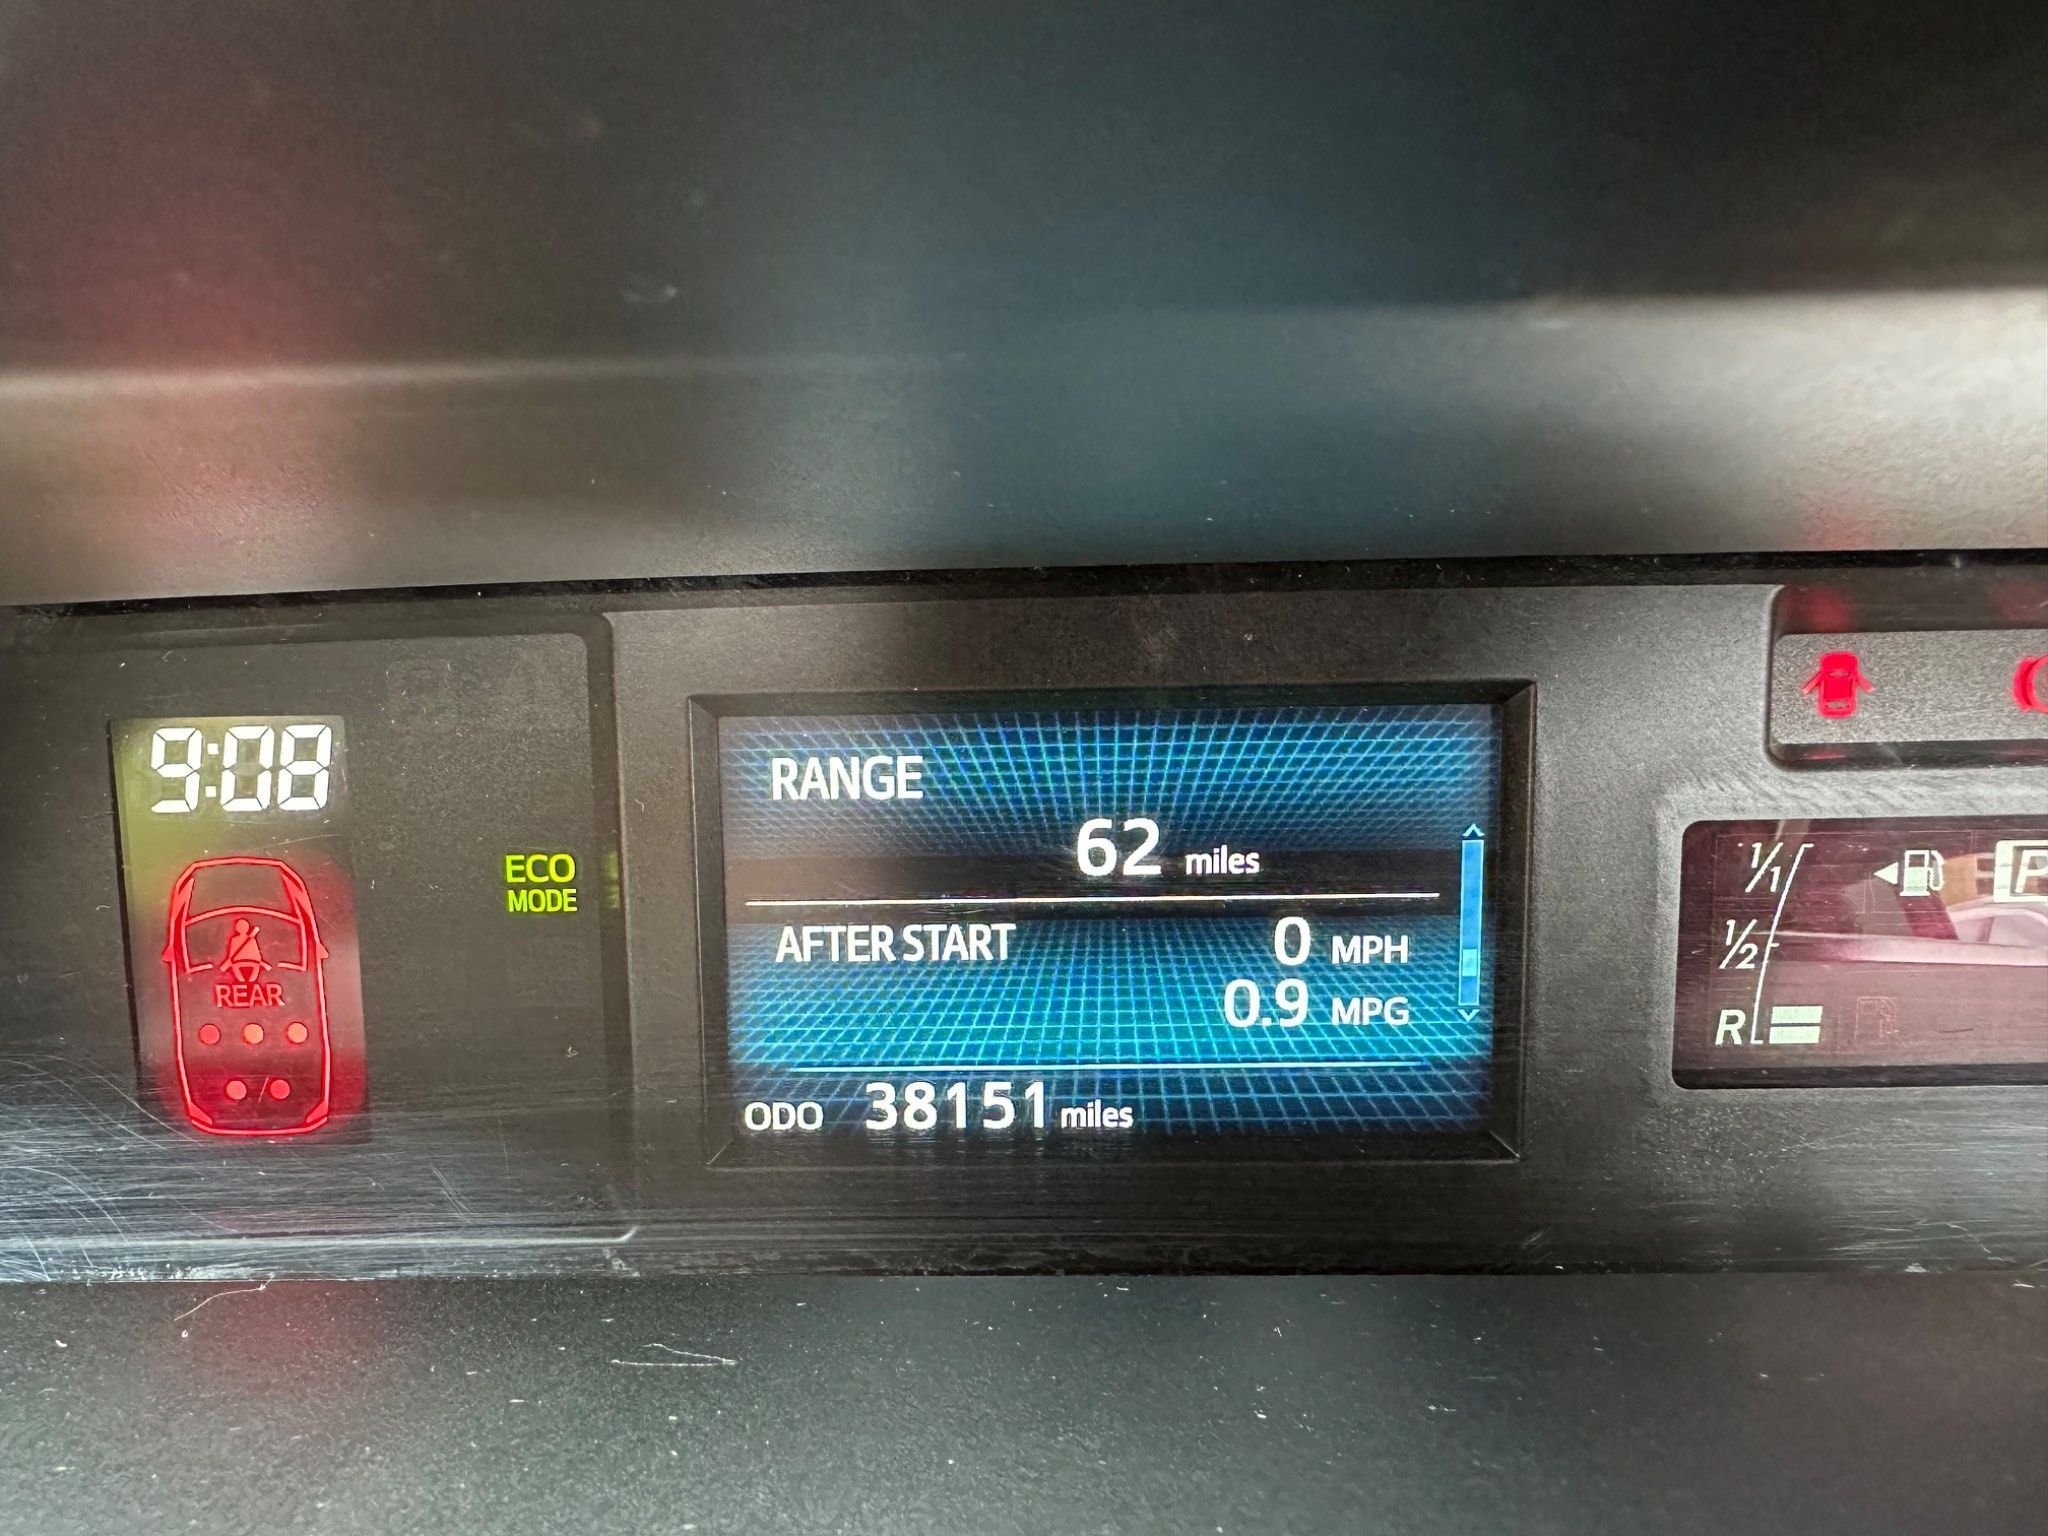 9:08
ECO
MODE
REAR
RANGE
62 miles
AFTER START 0 MPH
0.9 MPG
ODO 38151 miles
1/1
1/2
R
P